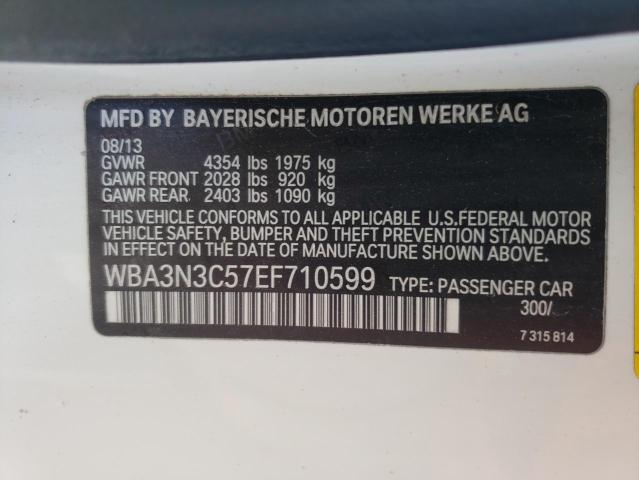 MFD BY BAYERISCHE MOTOREN WERKE AG
08/13
GVWR 4354 lbs 1975 kg
GAWR FRONT 2028 lbs 920 kg
GAWR REAR 2403 lbs 1090 kg
THIS VEHICLE CONFORMS TO ALL APPLICABLE U.S.FEDERAL MOTOR
VEHICLE SAFETY, BUMPER AND THEFT PREVENTION STANDARDS
IN EFFECT ON THE DATE OF MANUFACTURE SHOWN ABOVE.
WBA3N3C57EF710599 TYPE: PASSENGER CAR
300/
7 315 814